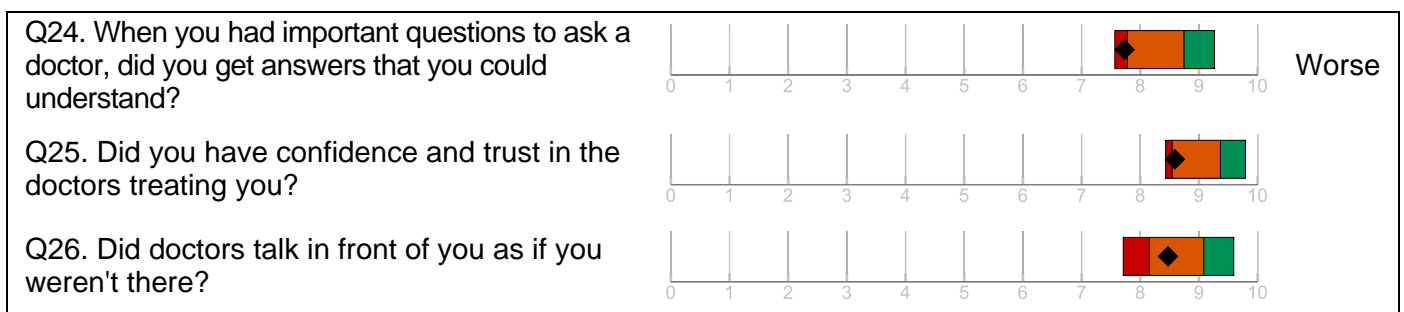 Q24. When you had important questions to ask a
doctor, did you get answers that you could
understand?
Worse
0 1 2 3 4 5 6 7 8 9 10
Q25. Did you have confidence and trust in the
doctors treating you?
0 1 2 3 4 5 6 7 8 9 10
Q26. Did doctors talk in front of you as if you
weren't there?
0 1 2 3 4 5 6 7 8 9 10